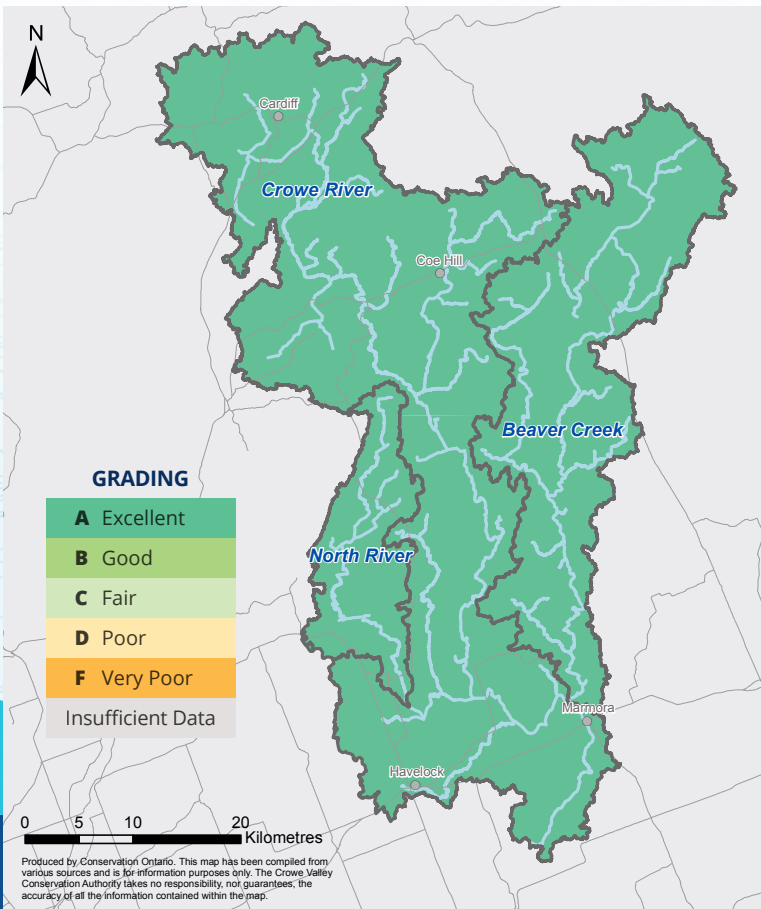 N
Cardiff
Crowe River
Coe Hill
Beaver Creek
North River
GRADING
A Excellent
B Good
C Fair
D Poor
F Very Poor
Insufficient Data
Marmora
Havelock
0 5 10 20
Kilometres
Produced by Conservation Ontario. This map has been compiled from
various sources and is for information purposes only. The Crowe Valley
Conservation Authority takes no responsibility, nor guarantees, the
accuracy of all the information contained within the map.